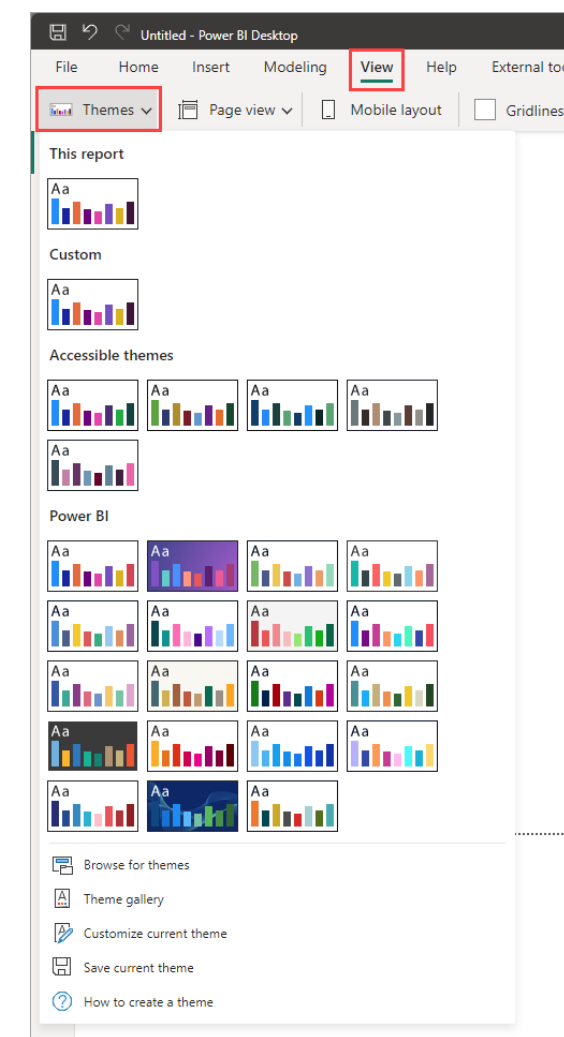 Untitled - Power BI Desktop
File Home Insert Modeling View Help External to
Themes Page view Mobile layout Gridlines
This report
Aa
Custom
Aa
Accessible themes
Aa Aa Aa Aa
Aa
Power BI
Aa Aa Aa Aa
Aa Aa Aa Aa
Aa Aa Aa Aa
Aa Aa Aa Aa
Aa Aa Aa
Browse for themes
Theme gallery
Customize current theme
Save current theme
How to create a theme